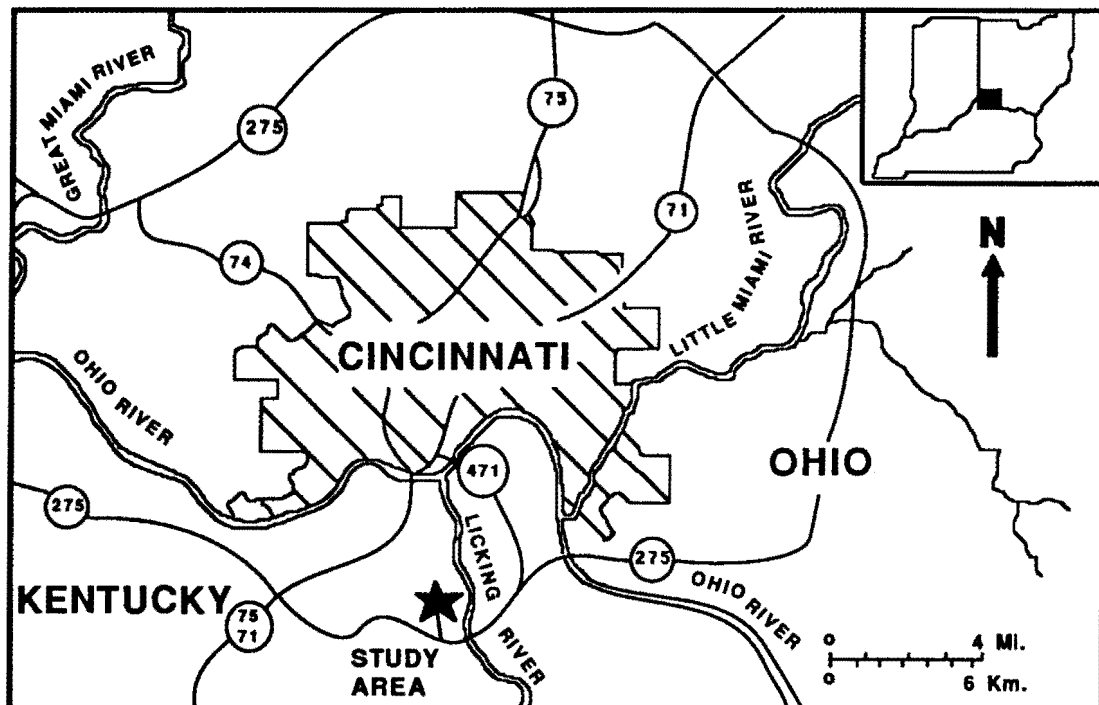 GREAT MIAMI RIVER
275
75
71
74
N
LITTLE MIAMI RIVER
CINCINNATI
OHIO RIVER
OHIO
471
275
LICKING RIVER
275
KENTUCKY
75
71
OHIO RIVER
STUDY
AREA
0 4 Mi.
0 6 Km.